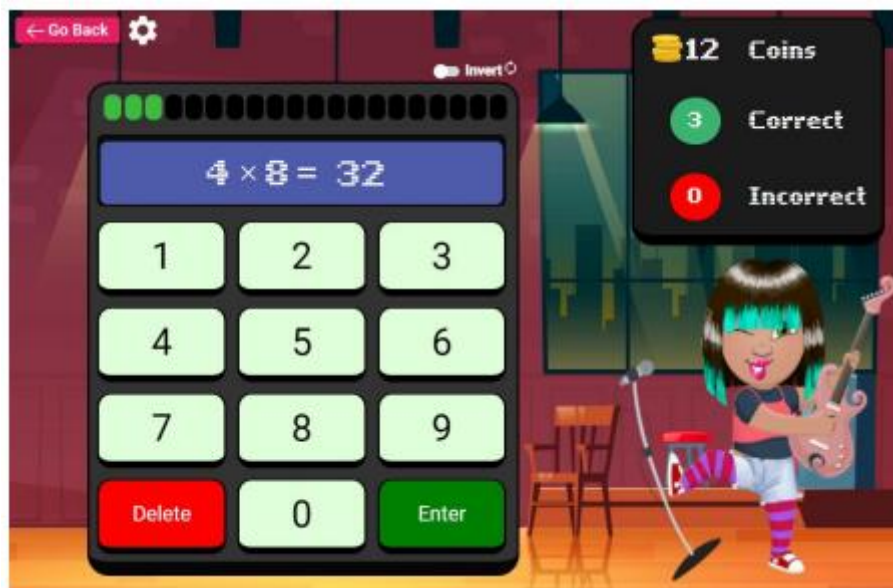 ← Go Back
Invert
12 Coins
3 Correct
0 Incorrect
4 × 8 = 32
1 2 3
4 5 6
7 8 9
Delete 0 Enter